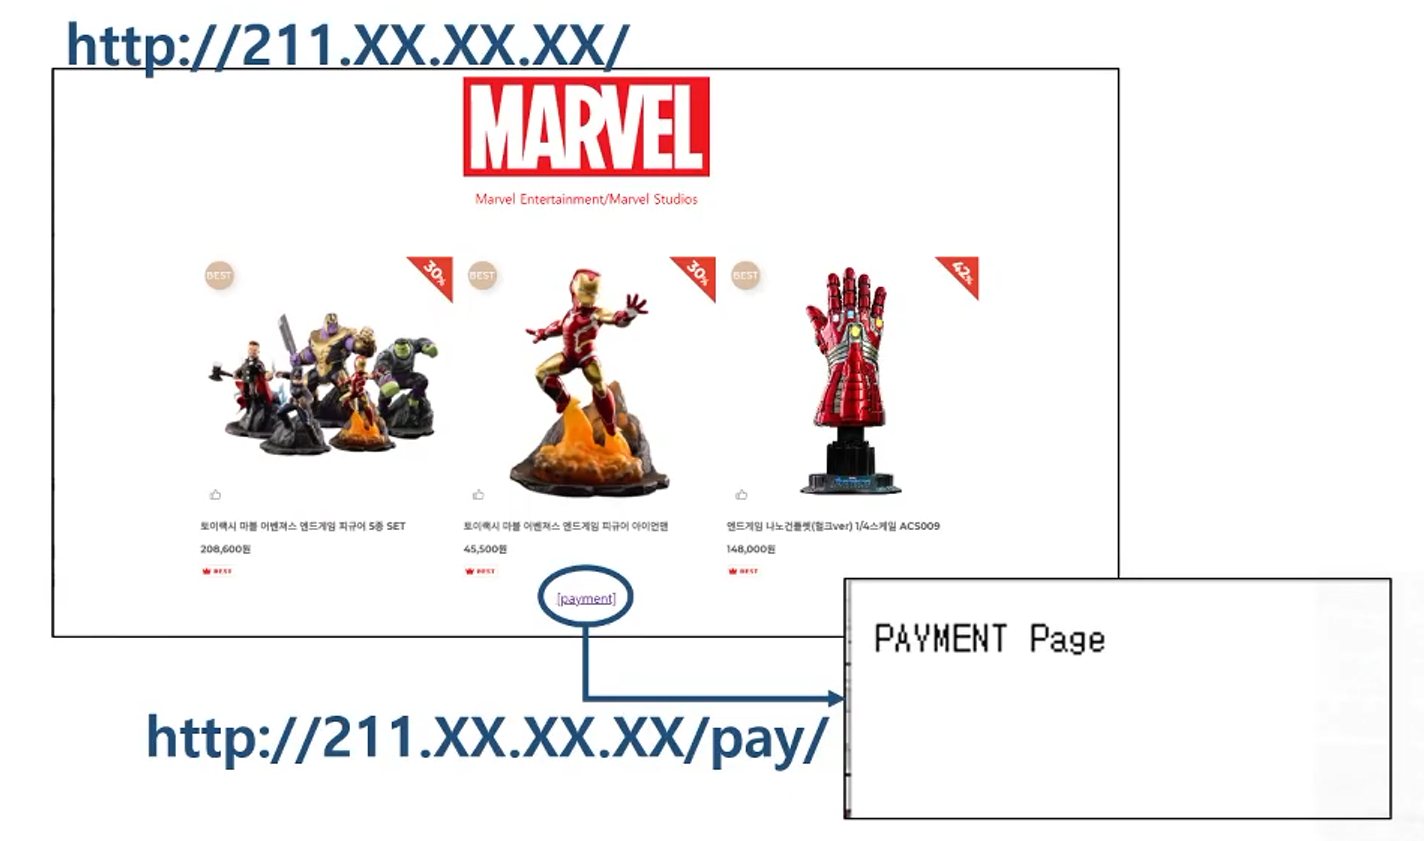 http://211.XX.XX.XX/
MARVEL
Marvel Entertainment/Marvel Studios
BEST
30%
BEST
30%
BEST
42%
토이랙시 마블 어벤져스 엔드게임 피규어 5종 SET
208,600원
BEST
토이랙시 마블 어벤져스 엔드게임 피규어 아이언맨
45,500원
BEST
엔드게임 나노건틀렛(헐크ver) 1/4스케일 ACS009
148,000원
BEST
[payment]
PAYMENT Page
http://211.XX.XX.XX/pay/